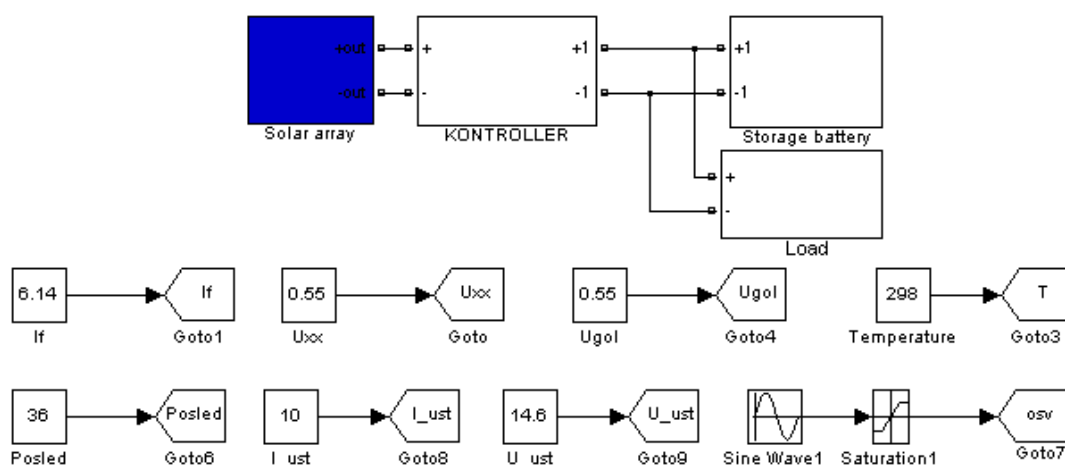 +out + +1 +1
-out - -1 -1
Solar array KONTROLLER Storage battery
+
-
Load
6.14 If 0.55 Uxx 0.55 Ugol 298 T
If Goto1 Uxx Goto Ugol Goto4 Temperature Goto3
36 Posled 10 I_ust 14.6 U_ust osv
Posled Goto6 I_ust Goto8 U_ust Goto9 Sine Wave1 Saturation1 Goto7